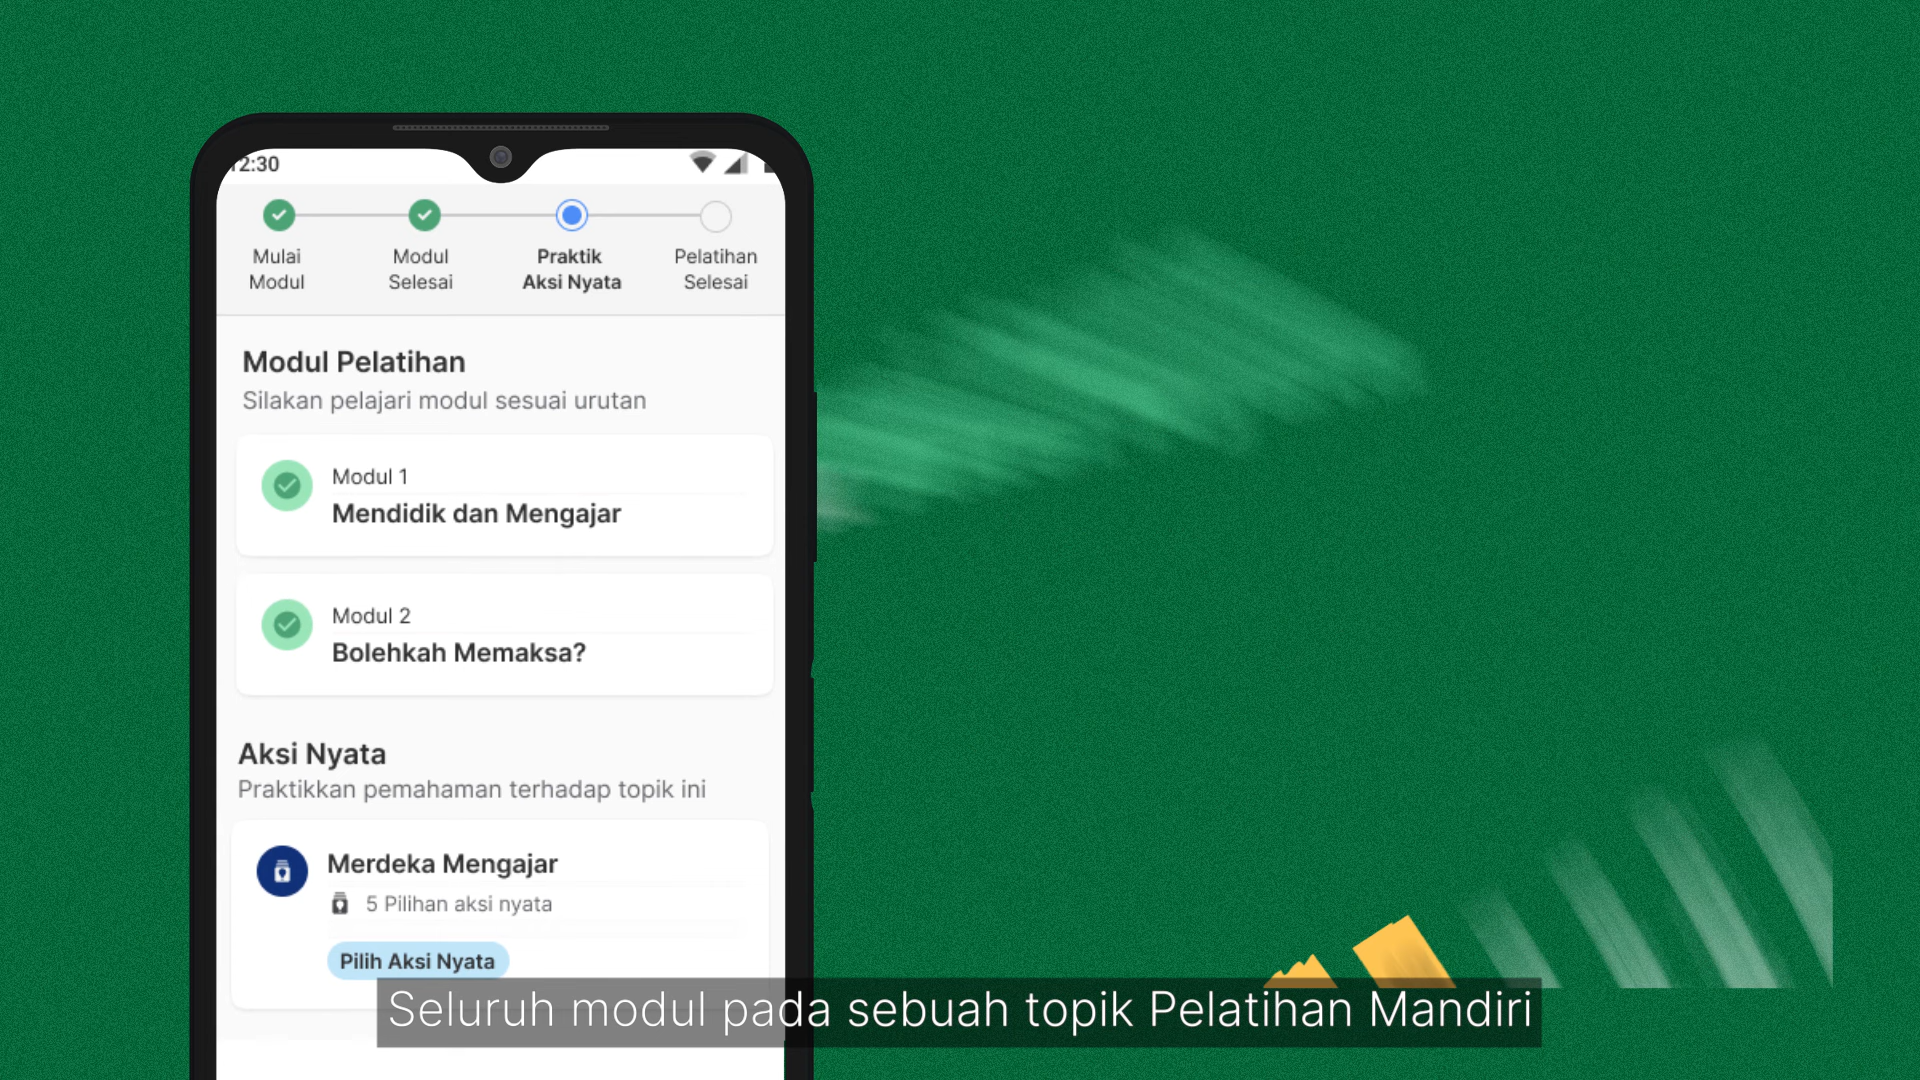 12:30
Mulai
Modul
Modul
Selesai
Praktik
Aksi Nyata
Pelatihan
Selesai
Modul Pelatihan
Silakan pelajari modul sesuai urutan
Modul 1
Mendidik dan Mengajar
Modul 2
Bolehkah Memaksa?
Aksi Nyata
Praktikkan pemahaman terhadap topik ini
Merdeka Mengajar
5 Pilihan aksi nyata
Pilih Aksi Nyata
Seluruh modul pada sebuah topik Pelatihan Mandiri